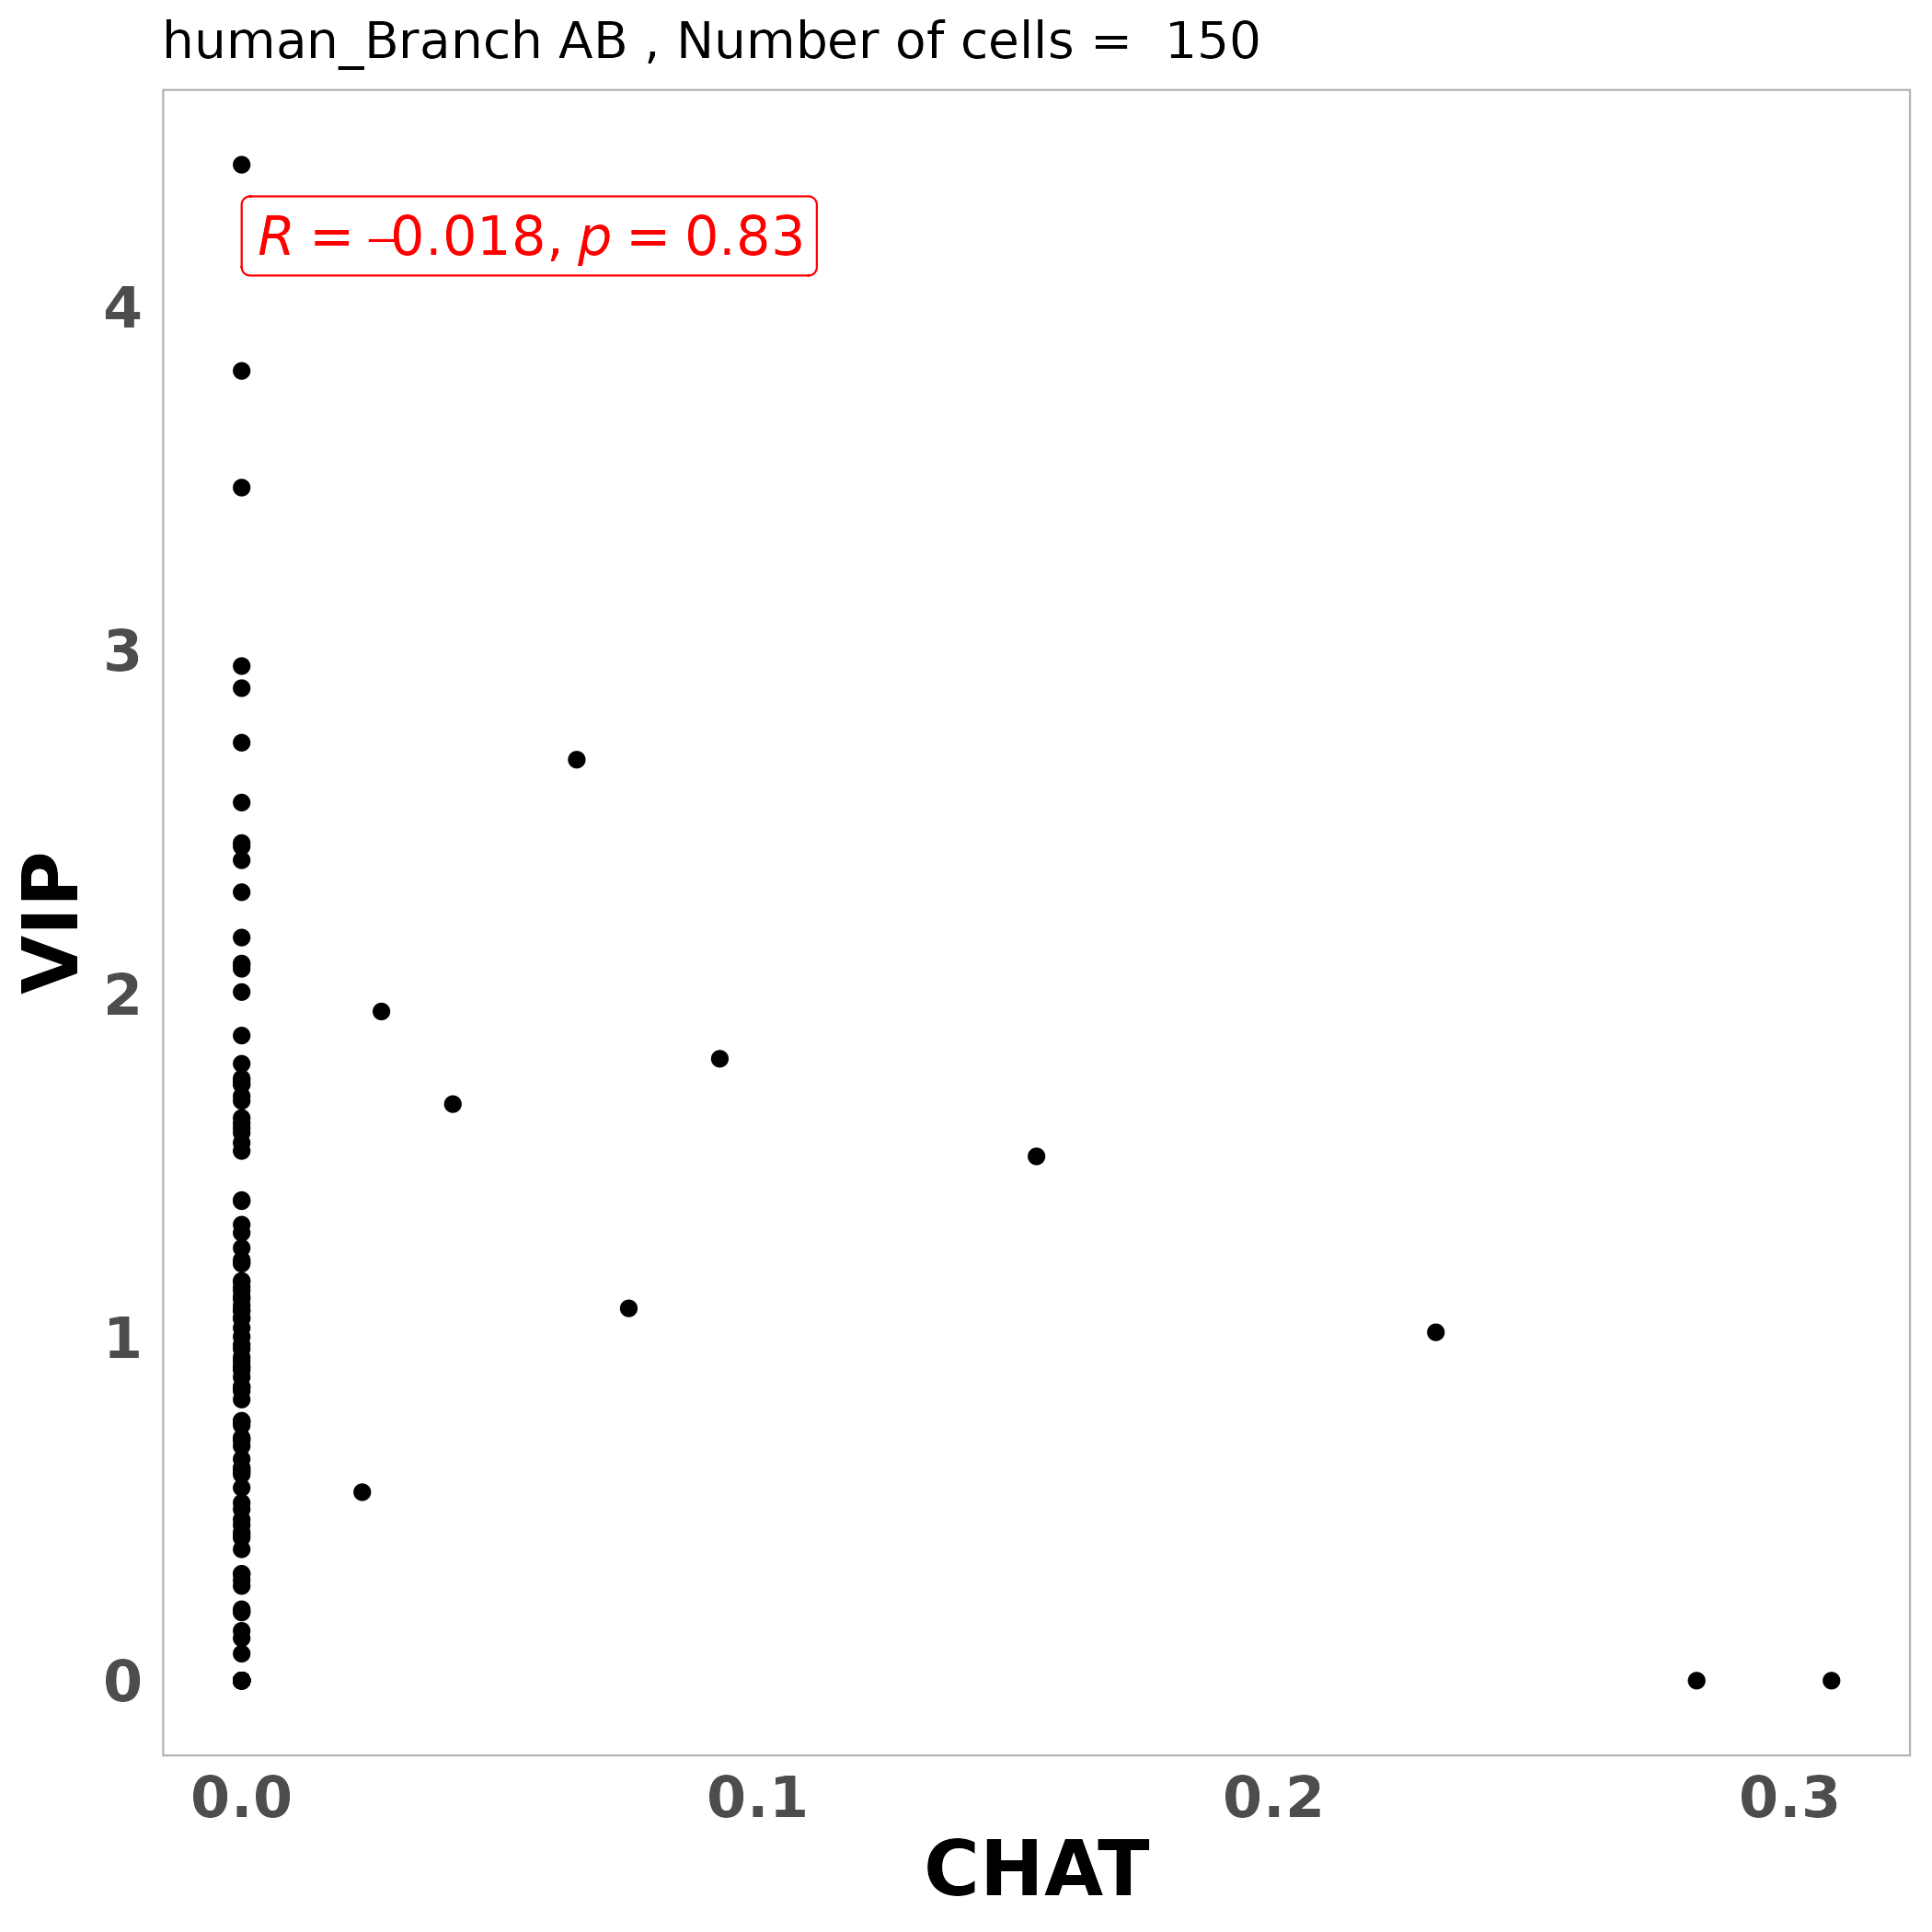 human_Branch AB , Number of cells =  150
R = –0.018, p = 0.83
4
3
2
1
0
VIP
0.0 0.1 0.2 0.3
CHAT